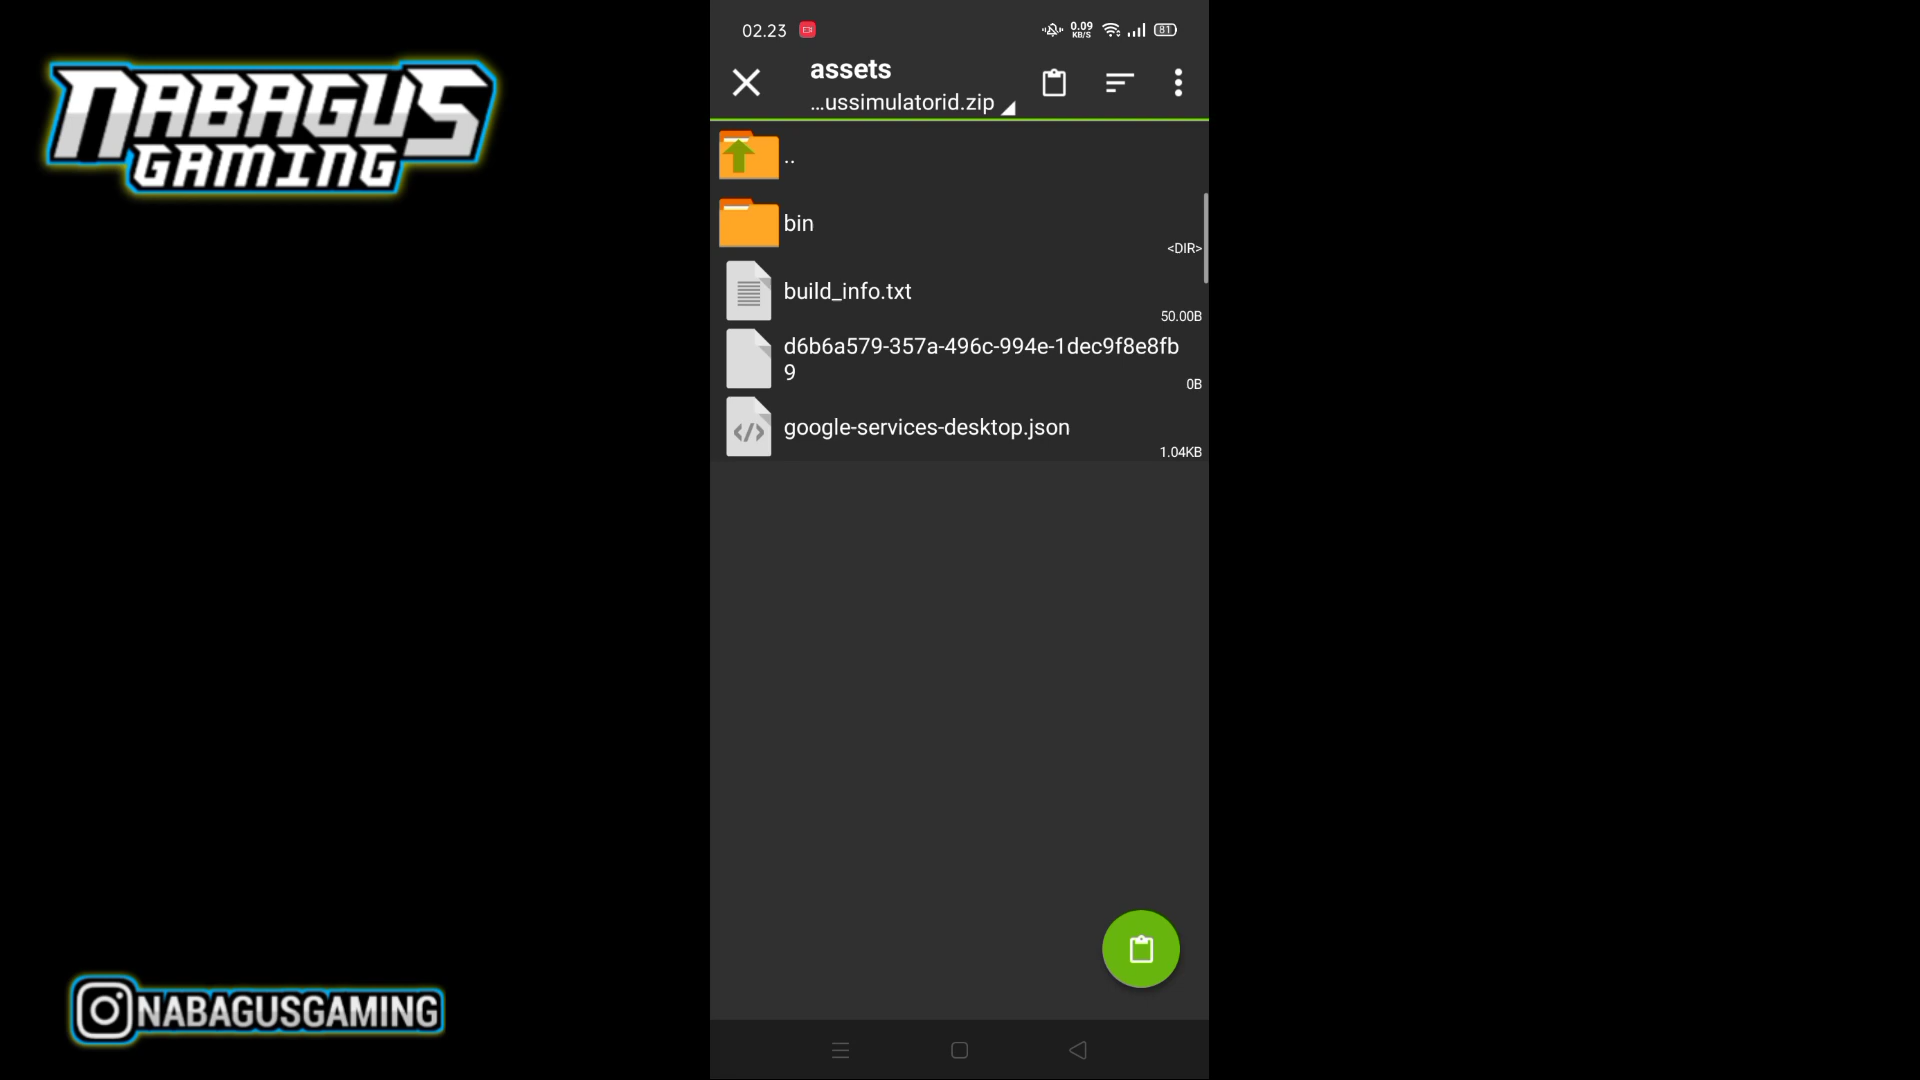 NABAGUS
GAMING
02.23
0.09
KB/S
81
assets
...ussimulatorid.zip
..
bin
<DIR>
build_info.txt
50.00B
d6b6a579-357a-496c-994e-1dec9f8e8fb
9
0B
google-services-desktop.json
1.04KB
NABAGUSGAMING